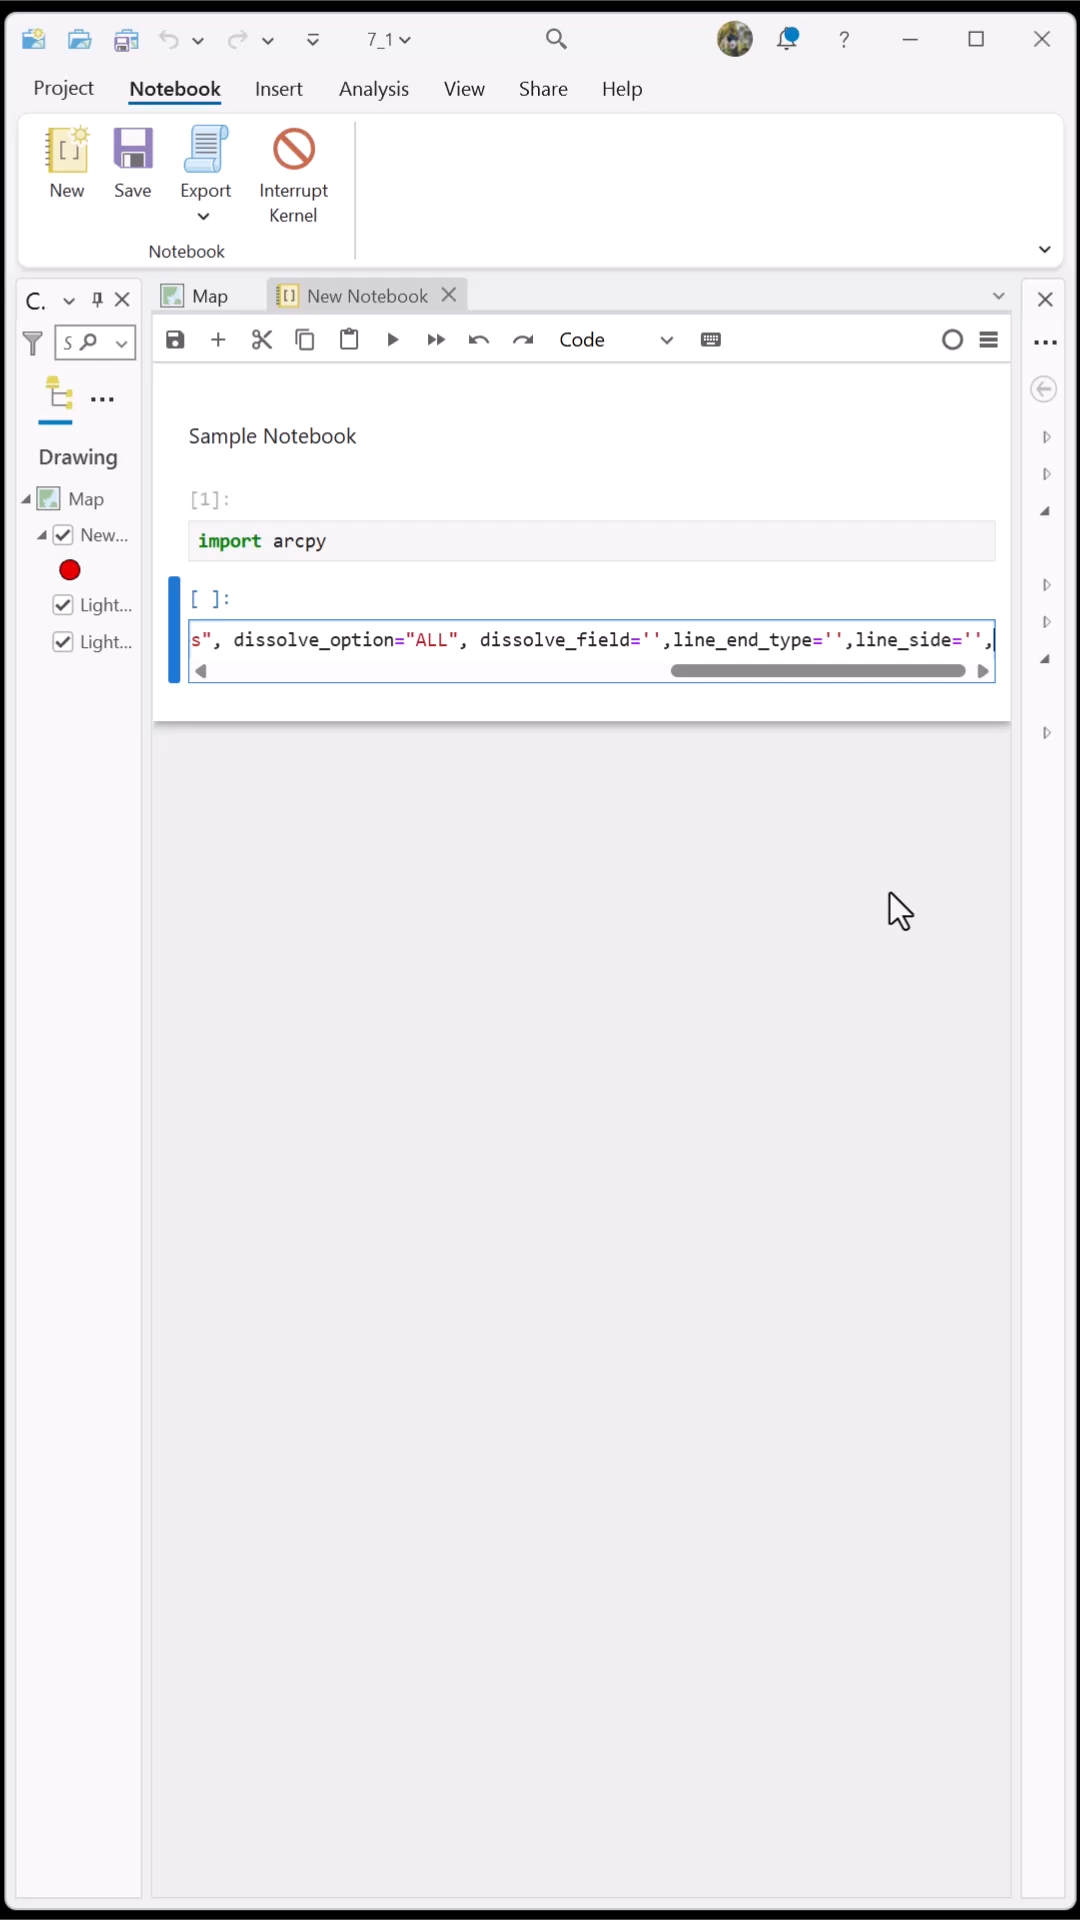 7_1
?
Project Notebook Insert Analysis View Share Help
New Save Export Interrupt Kernel
Notebook
C.
Map New Notebook
S
Code
Drawing
Map
New...
Light...
Light...
Sample Notebook
[1]:
import arcpy
[ ]:
s", dissolve_option="ALL", dissolve_field='',line_end_type='',line_side='',